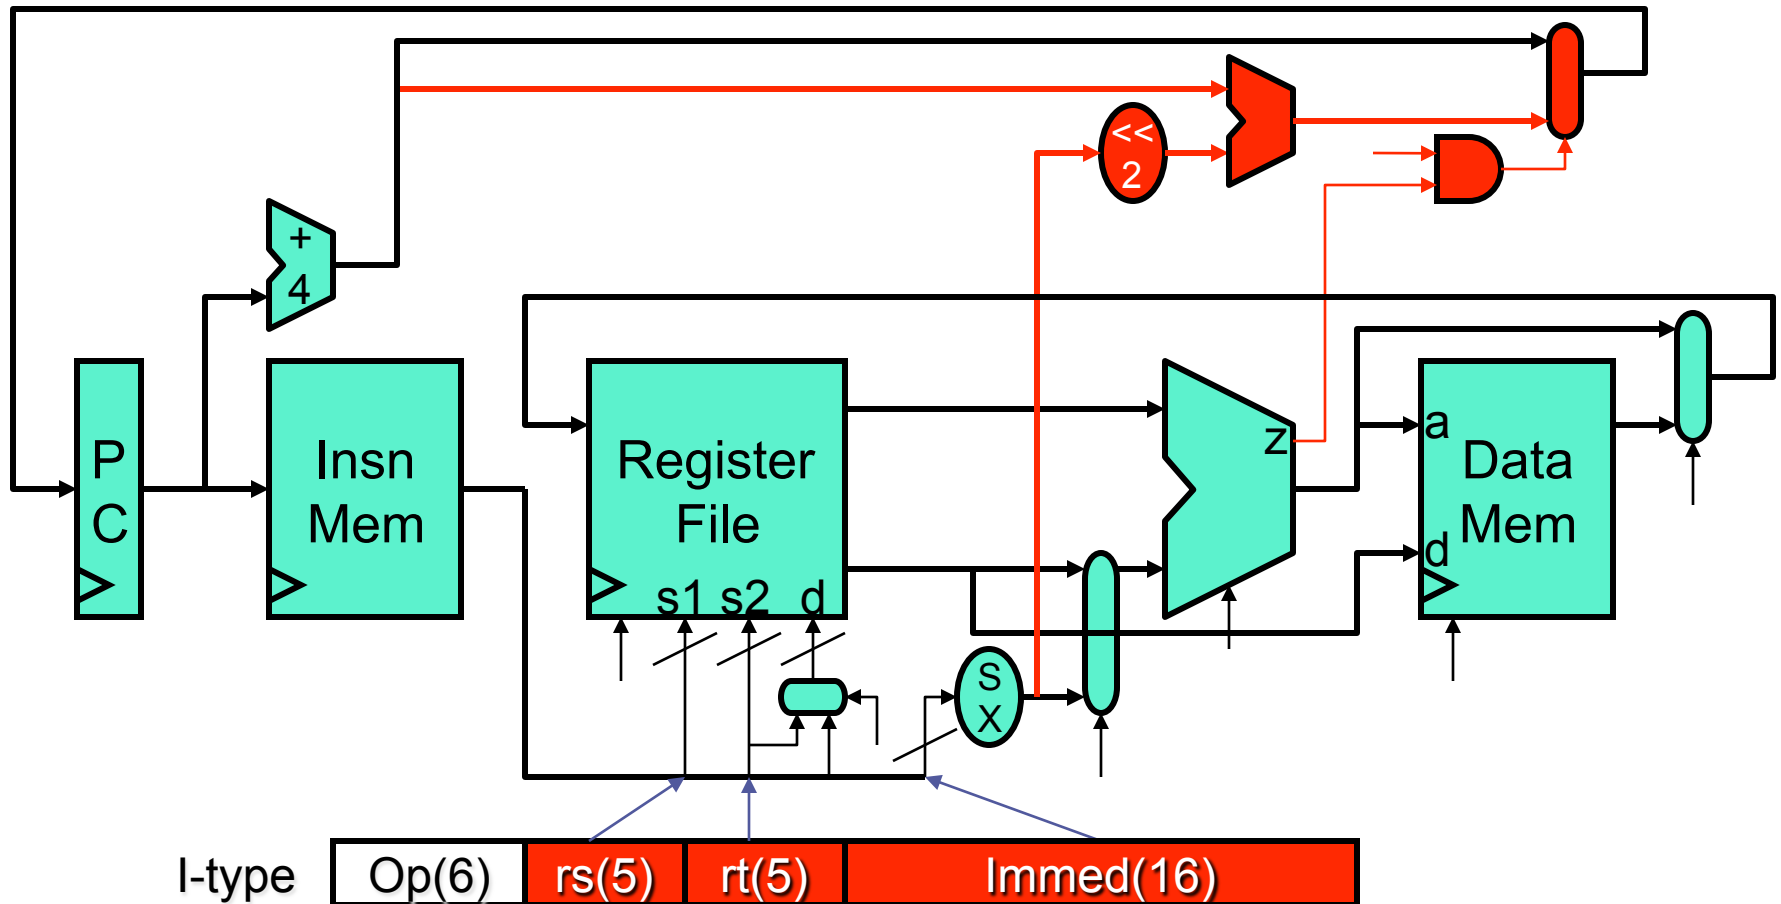 <<
2
+
4
P
C
Insn
Mem
Register
File
s1 s2 d
z
a
d
Data
Mem
S
X
I-type Op(6) rs(5) rt(5) Immed(16)